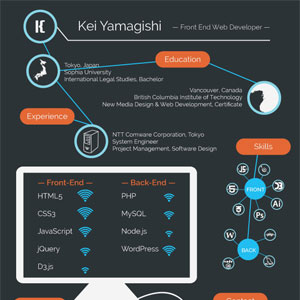 Kei Yamagishi
— Front End Web Developer —
Education
Tokyo, Japan
Sophia University
International Legal Studies, Bachelor
Vancouver, Canada
British Columbia Institute of Technology
New Media Design & Web Development, Certificate
Experience
NTT Comware Corporation, Tokyo
System Engineer
Project Management, Software Design
Skills
— Front-End —
— Back-End —
HTML5
PHP
CSS3
MySQL
JavaScript
Node.js
jQuery
WordPress
D3.js
FRONT
Ai
Ps
BACK